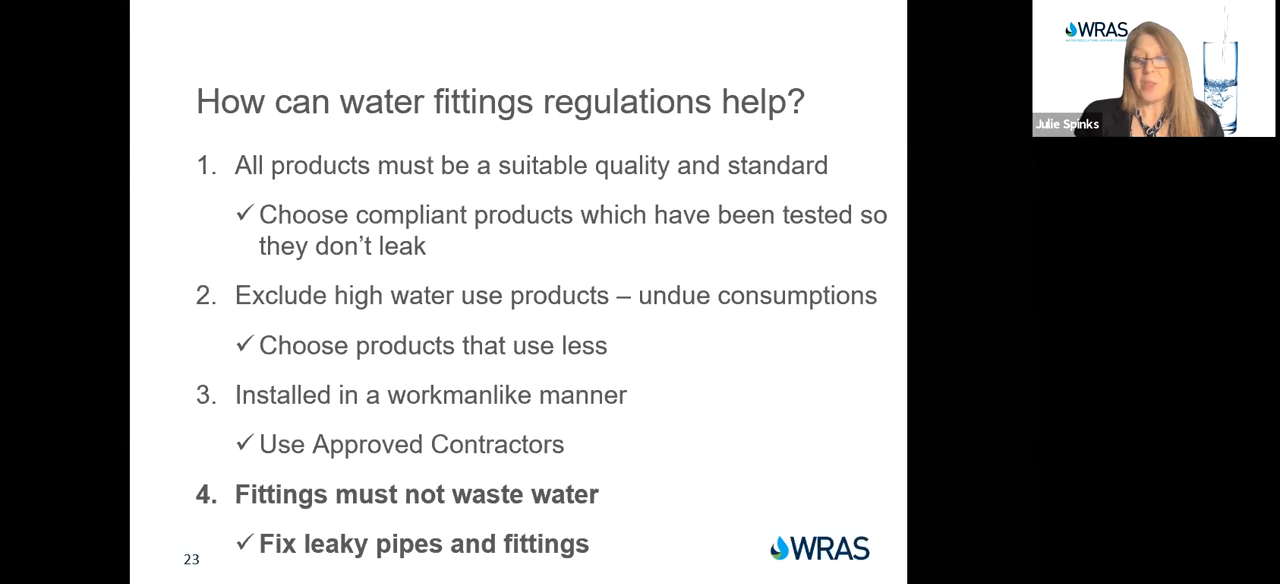 How can water fittings regulations help?
1. All products must be a suitable quality and standard
✓ Choose compliant products which have been tested so
they don’t leak
2. Exclude high water use products – undue consumptions
✓ Choose products that use less
3. Installed in a workmanlike manner
✓ Use Approved Contractors
4. Fittings must not waste water
✓ Fix leaky pipes and fittings
23
WRAS
WRAS
Julie Spinks